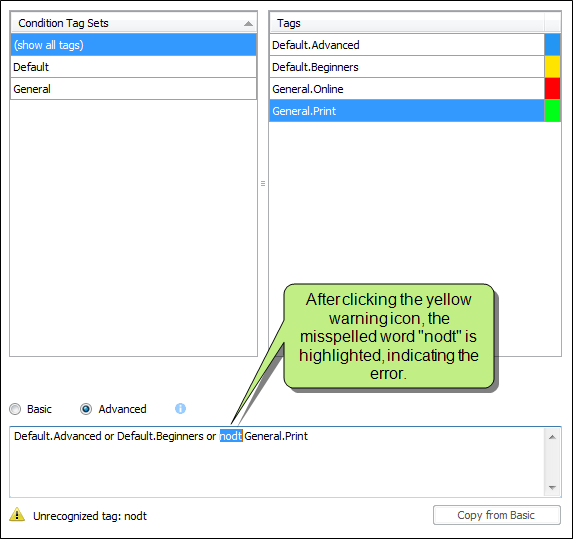 Condition Tag Sets
Tags
(show all tags)
Default
General
Default.Advanced
Default.Beginners
General.Online
General.Print
After clicking the yellow
warning icon, the
misspelled word "nodt" is
highlighted, indicating the
error.
Basic
Advanced
Default.Advanced or Default.Beginners or nodt General.Print
Unrecognized tag: nodt
Copy from Basic